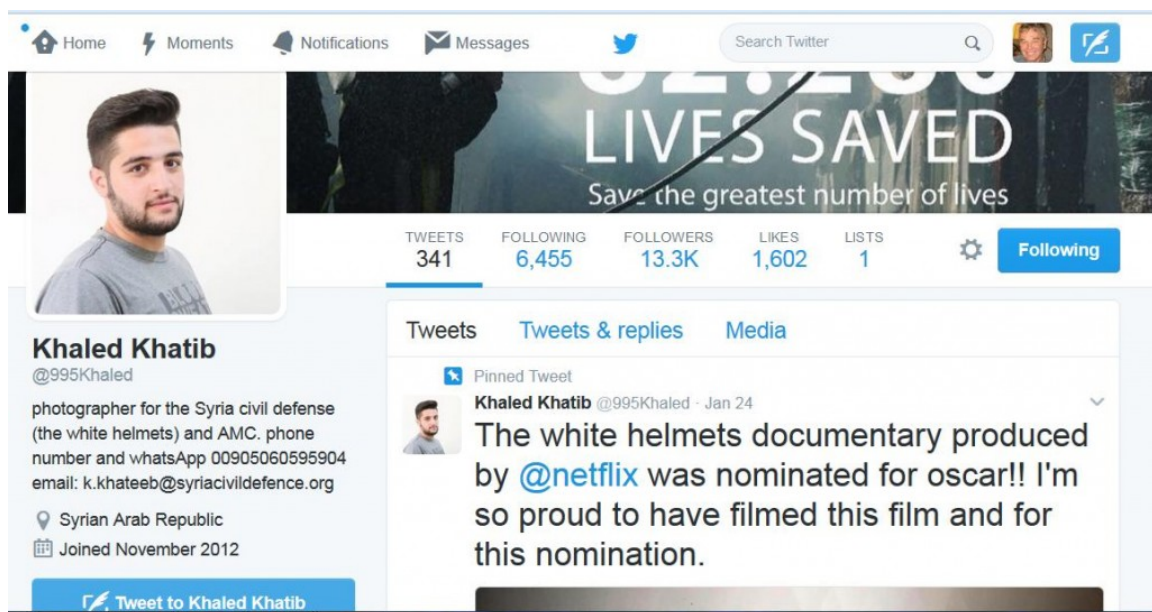 Home Moments Notifications Messages Search Twitter
LIVES SAVED
Save the greatest number of lives
TWEETS FOLLOWING FOLLOWERS LIKES LISTS
341 6,455 13.3K 1,602 1
Following
Tweets Tweets & replies Media
Khaled Khatib
@995Khaled
photographer for the Syria civil defense
(the white helmets) and AMC. phone
number and whatsApp 00905060595904
email: k.khateeb@syriacivildefence.org
Syrian Arab Republic
Joined November 2012
Tweet to Khaled Khatib
Pinned Tweet
Khaled Khatib @995Khaled · Jan 24
The white helmets documentary produced
by @netflix was nominated for oscar!! I'm
so proud to have filmed this film and for
this nomination.